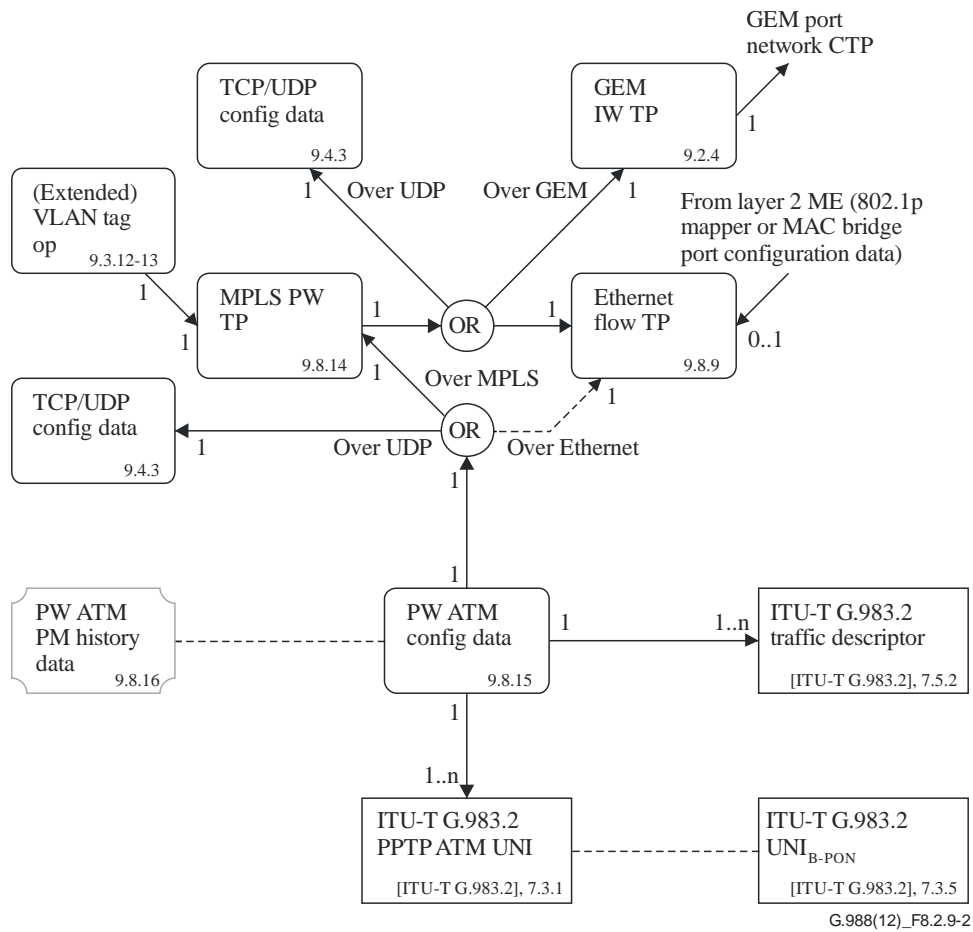 GEM port
network CTP
TCP/UDP
config data
9.4.3
GEM
IW TP
9.2.4
1
1
Over UDP
Over GEM
1
(Extended)
VLAN tag
op
9.3.12-13
From layer 2 ME (802.1p
mapper or MAC bridge
port configuration data)
1
1
MPLS PW
TP
9.8.14
1
OR
1
Ethernet
flow TP
9.8.9
0..1
1
Over MPLS
1
TCP/UDP
config data
9.4.3
1
Over UDP
OR
Over Ethernet
1
1
PW ATM
PM history
data
9.8.16
PW ATM
config data
9.8.15
1
1..n
ITU-T G.983.2
traffic descriptor
[ITU-T G.983.2], 7.5.2
1
1..n
ITU-T G.983.2
PPTP ATM UNI
[ITU-T G.983.2], 7.3.1
ITU-T G.983.2
UNI B-PON
[ITU-T G.983.2], 7.3.5
G.988(12)_F8.2.9-2